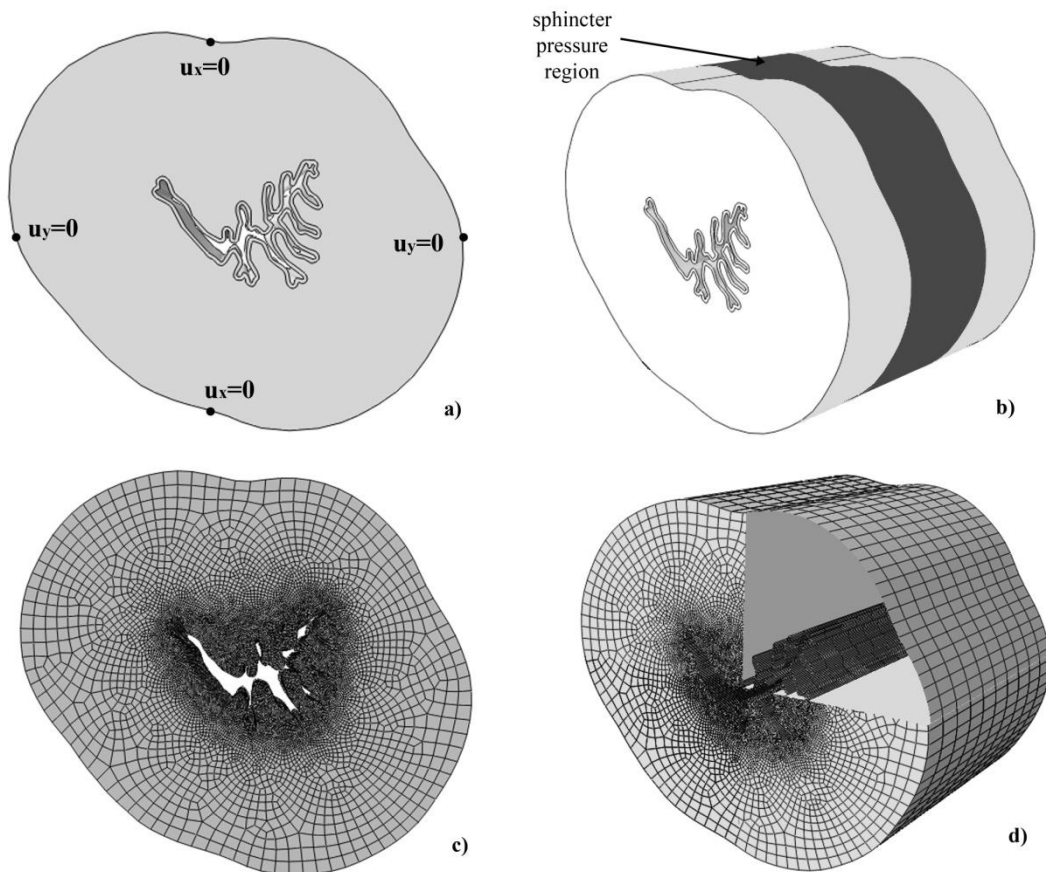 ux=0
uy=0
uy=0
ux=0
a)
sphincter
pressure
region
b)
c)
d)